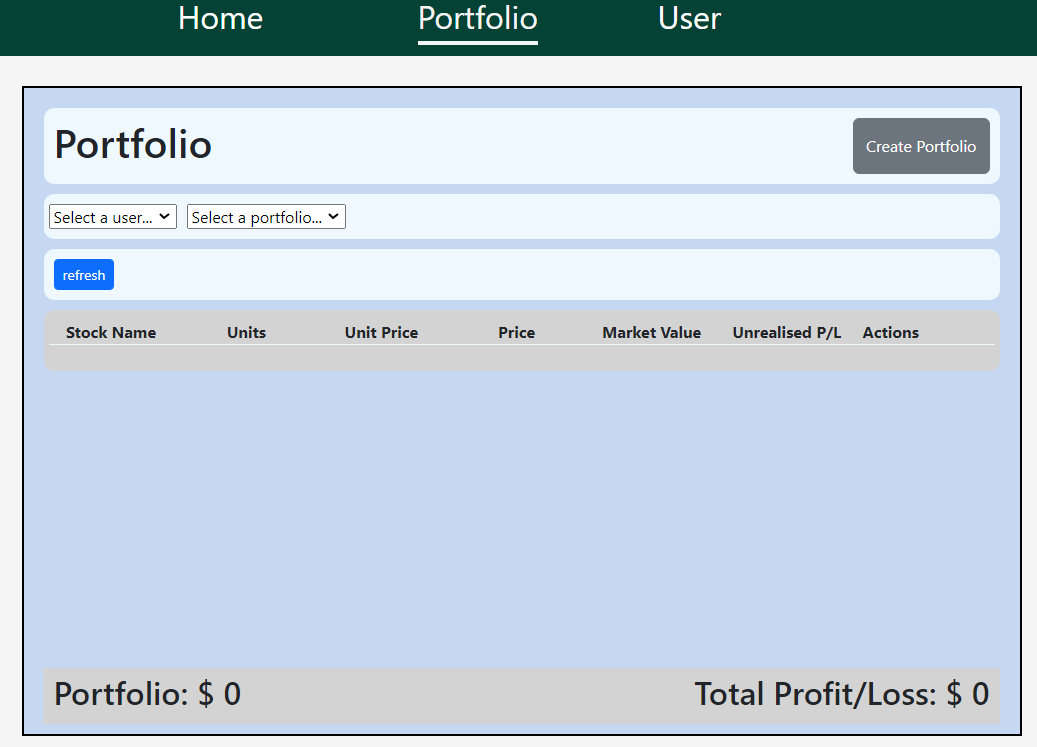 Home Portfolio User
Portfolio
Create Portfolio
Select a user... Select a portfolio...
refresh
Stock Name Units Unit Price Price Market Value Unrealised P/L Actions
Portfolio: $ 0 Total Profit/Loss: $ 0